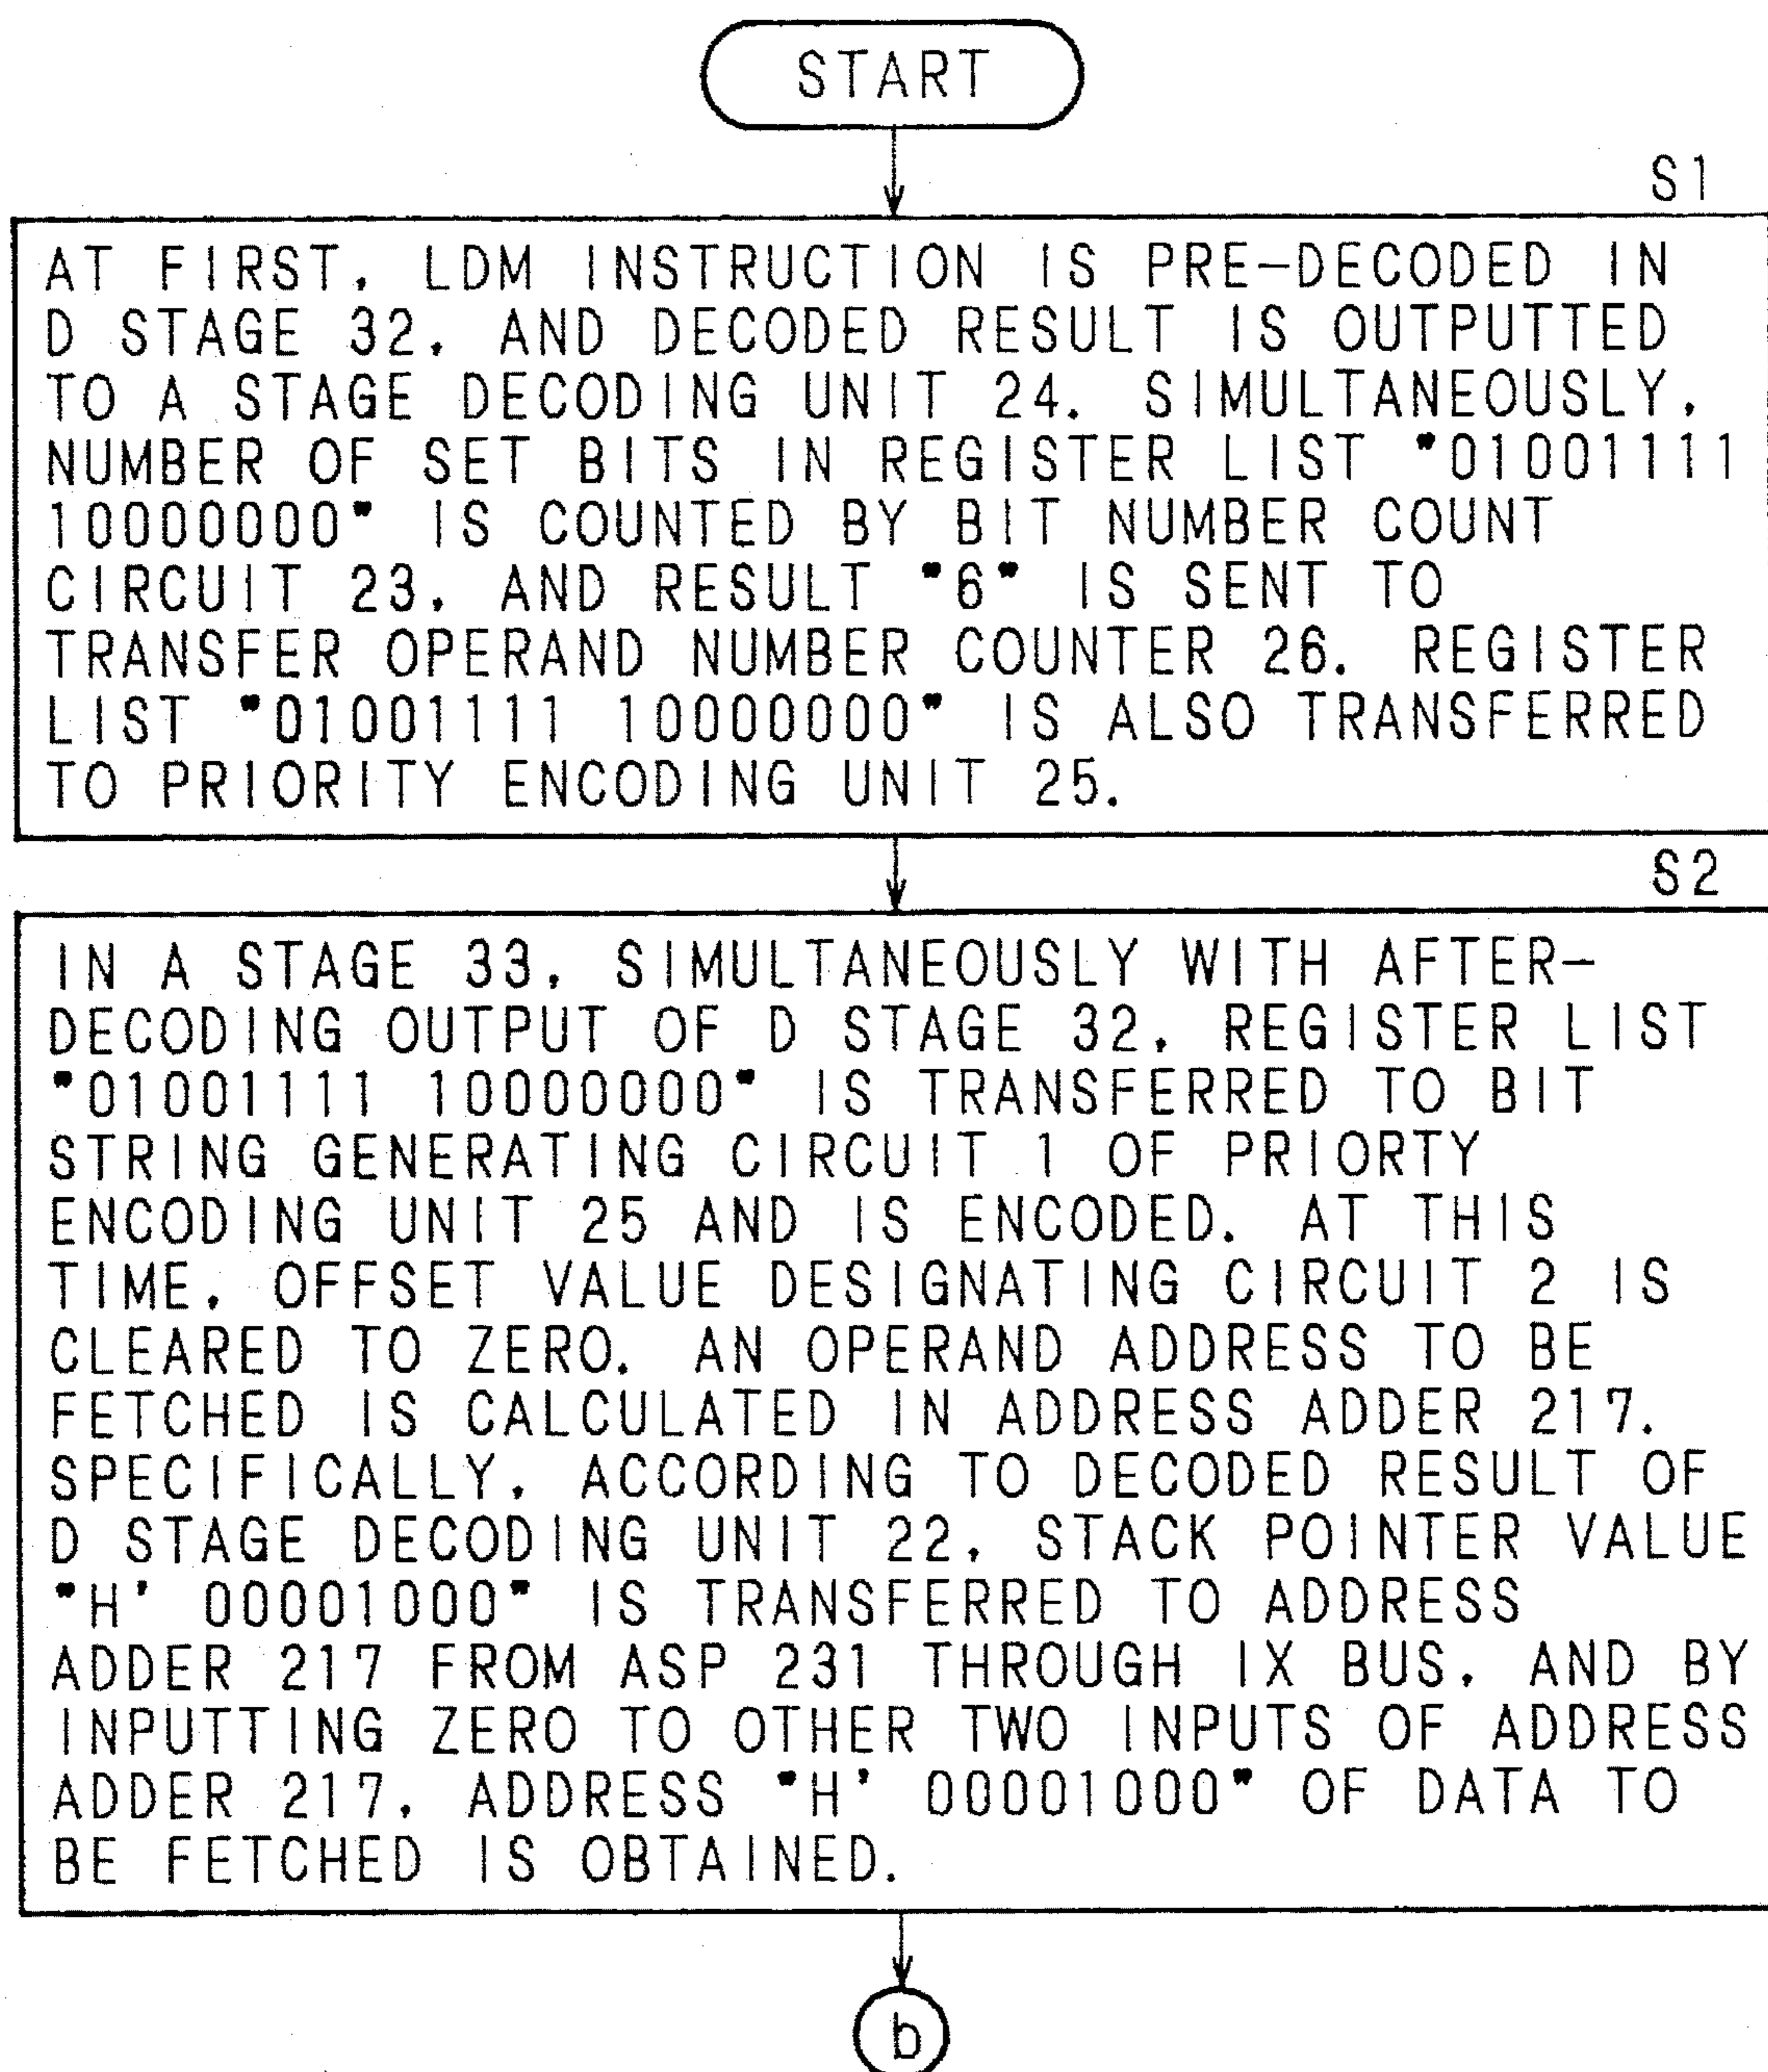 START
S1
AT FIRST, LDM INSTRUCTION IS PRE-DECODED IN
D STAGE 32, AND DECODED RESULT IS OUTPUTTED
TO A STAGE DECODING UNIT 24. SIMULTANEOUSLY,
NUMBER OF SET BITS IN REGISTER LIST "01001111
10000000" IS COUNTED BY BIT NUMBER COUNT
CIRCUIT 23, AND RESULT "6" IS SENT TO
TRANSFER OPERAND NUMBER COUNTER 26. REGISTER
LIST "01001111 10000000" IS ALSO TRANSFERRED
TO PRIORITY ENCODING UNIT 25.
S2
IN A STAGE 33, SIMULTANEOUSLY WITH AFTER-
DECODING OUTPUT OF D STAGE 32, REGISTER LIST
"01001111 10000000" IS TRANSFERRED TO BIT
STRING GENERATING CIRCUIT 1 OF PRIORTY
ENCODING UNIT 25 AND IS ENCODED. AT THIS
TIME, OFFSET VALUE DESIGNATING CIRCUIT 2 IS
CLEARED TO ZERO. AN OPERAND ADDRESS TO BE
FETCHED IS CALCULATED IN ADDRESS ADDER 217.
SPECIFICALLY, ACCORDING TO DECODED RESULT OF
D STAGE DECODING UNIT 22, STACK POINTER VALUE
"H' 00001000" IS TRANSFERRED TO ADDRESS
ADDER 217 FROM ASP 231 THROUGH IX BUS, AND BY
INPUTTING ZERO TO OTHER TWO INPUTS OF ADDRESS
ADDER 217, ADDRESS "H' 00001000" OF DATA TO
BE FETCHED IS OBTAINED.
b